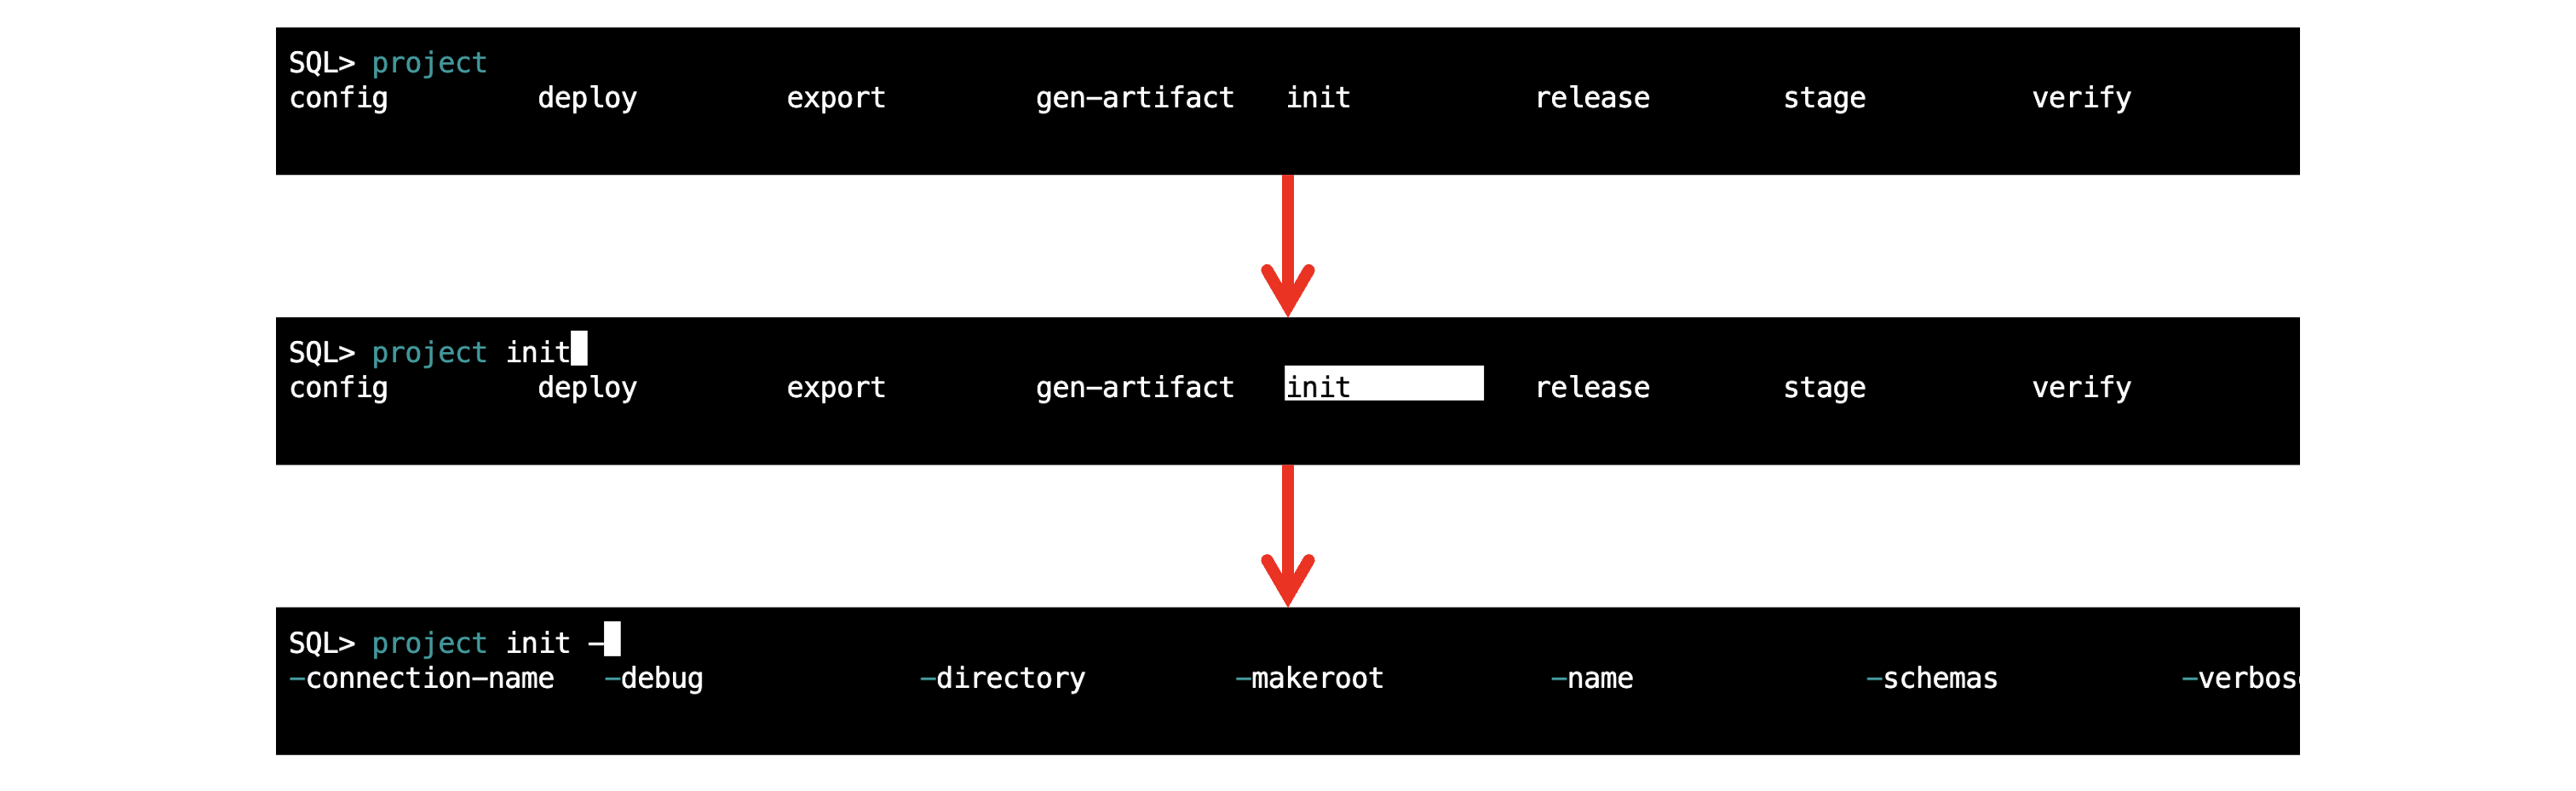 SQL> project
config deploy export gen-artifact init release stage verify
SQL> project init
config deploy export gen-artifact init release stage verify
SQL> project init -
-connection-name -debug -directory -makeroot -name -schemas -verbos